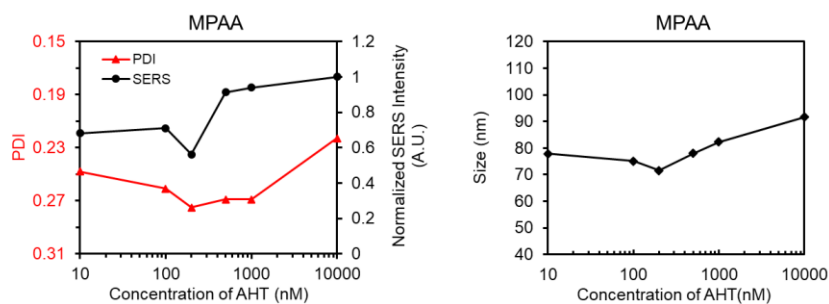 MPAA
0.15
0.19
0.23
0.27
0.31
PDI
PDI
SERS
1.2
1
0.8
0.6
0.4
0.2
0
Normalized SERS Intensity
(A.U.)
10
100
1000
10000
Concentration of AHT (nM)
MPAA
120
110
100
90
80
70
60
50
40
Size (nm)
10
100
1000
10000
Concentration of AHT(nM)